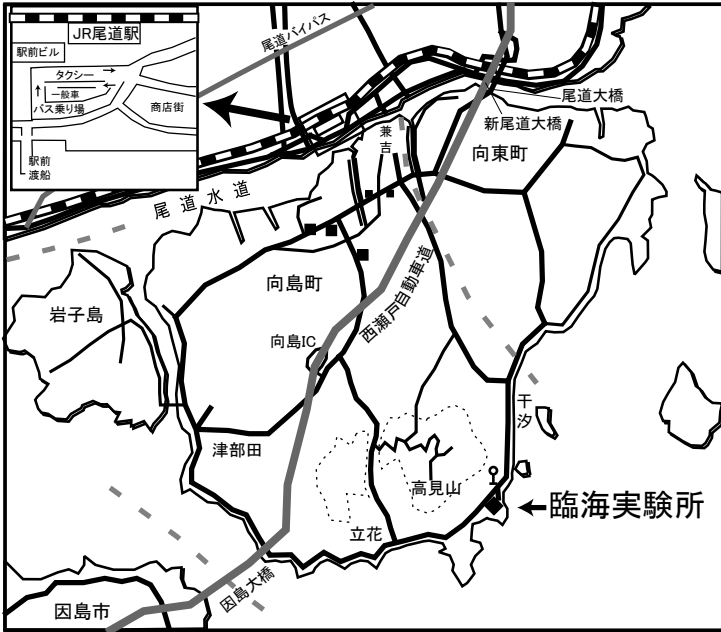 JR尾道駅
駅前ビル
タクシー
一般車
バス乗り場
商店街
駅前
渡船
尾道バイパス
尾道大橋
新尾道大橋
兼吉
向東町
尾道水道
西瀬戸自動車道
向島町
岩子島
向島IC
干汐
津部田
高見山
臨海実験所
立花
因島大橋
因島市